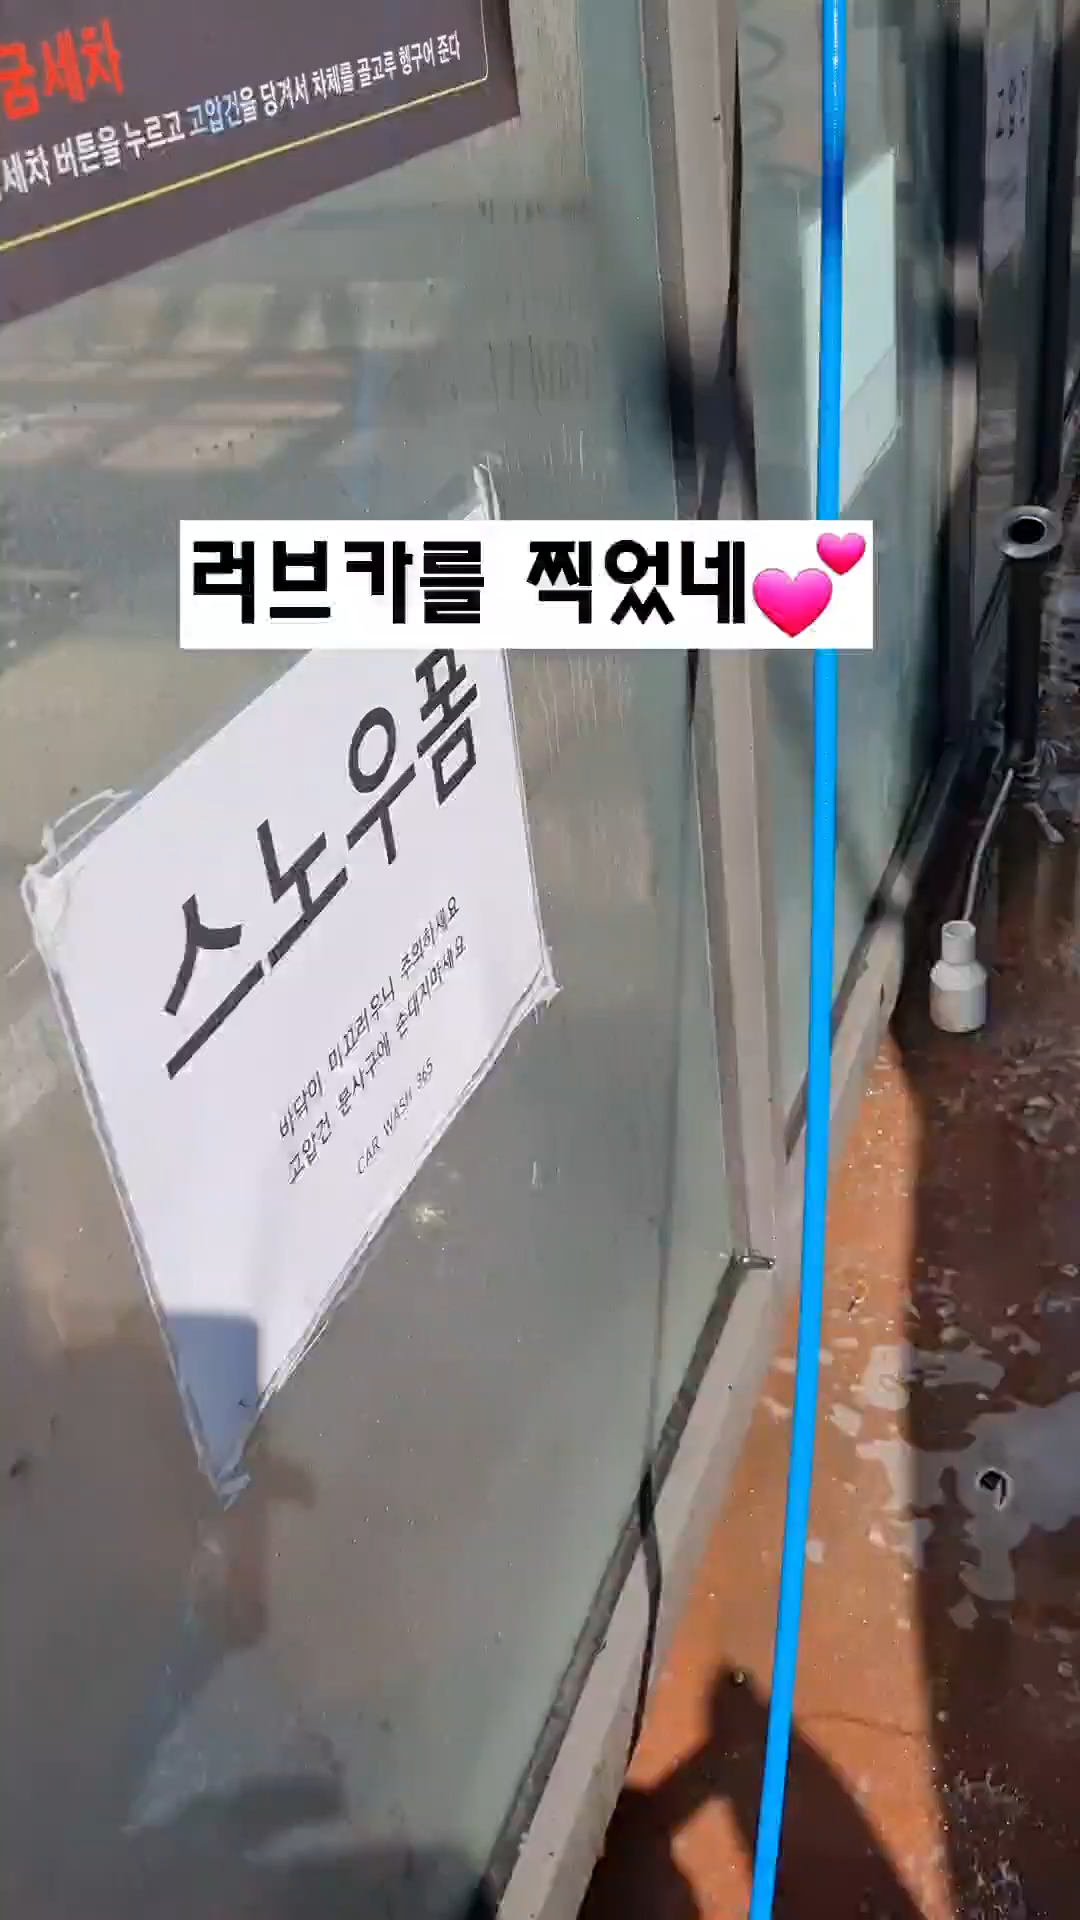 굼세차
세차 버튼을 누르고 고압건을 당겨서 차체를 골고루 헹구어 준다
러브카를 찍었네💕
스노우폼
바닥이 미끄러우니 주의하세요
고압건 분사구에 손대지마세요
CAR WASH 365